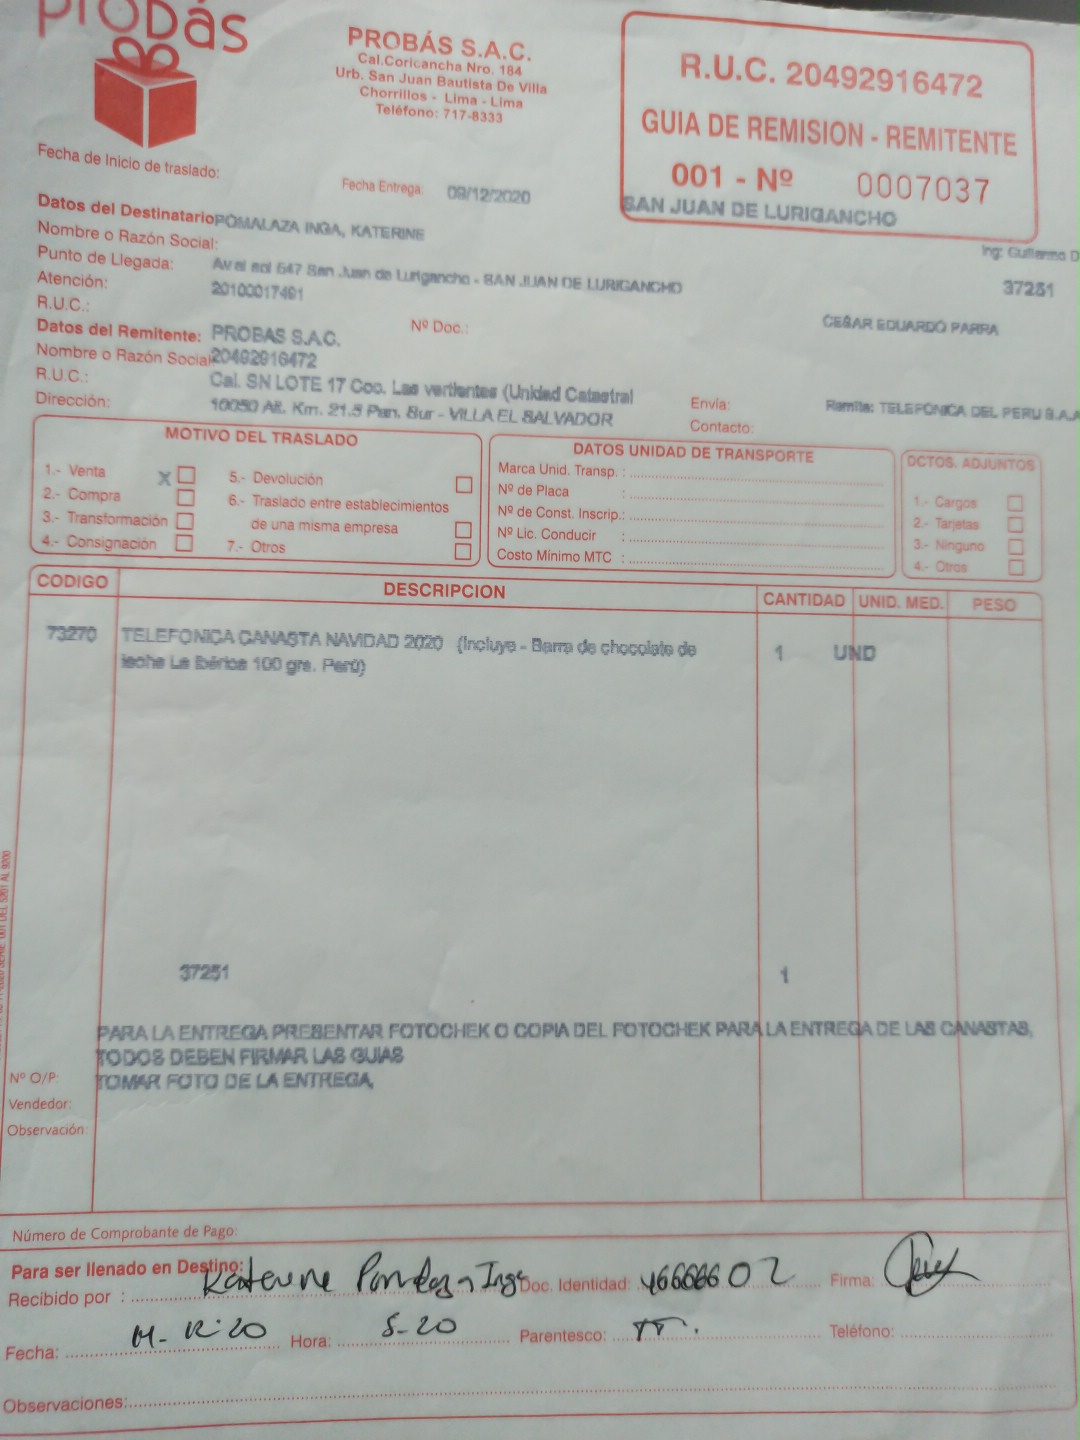 probás
PROBÁS S.A.C.
Cal.Coricancha Nro. 184
Urb. San Juan Bautista De Villa
Chorrillos - Lima - Lima
Teléfono: 717-8333
R.U.C. 20492916472
GUIA DE REMISION - REMITENTE
001 - Nº 0007037
SAN JUAN DE LURIGANCHO
Fecha de Inicio de traslado:
Fecha Entrega: 09/12/2020
Datos del Destinatario POMALAZA INGA, KATERINE
Nombre o Razón Social:
Ing: Guillermo D
Punto de Llegada: Av el sol 647 San Juan de Lurigancho - SAN JUAN DE LURIGANCHO
37251
Atención: 20100017491
R.U.C.:
Nº Doc.:
CESAR EDUARDO PARRA
Datos del Remitente: PROBAS S.A.C.
Nombre o Razón Social 20492916472
R.U.C.: Cal. SN LOTE 17 Coo. Las vertientes (Unidad Catastral
Dirección: 10050 Alt. Km. 21.5 Pan. Sur - VILLA EL SALVADOR
Envía: Remite: TELEFONICA DEL PERU S.A.A
Contacto:
MOTIVO DEL TRASLADO
1.- Venta X
2.- Compra
3.- Transformación
4.- Consignación
5.- Devolución
6.- Traslado entre establecimientos
de una misma empresa
7.- Otros
DATOS UNIDAD DE TRANSPORTE
Marca Unid. Transp. :
Nº de Placa :
Nº de Const. Inscrip.:
Nº Lic. Conducir :
Costo Mínimo MTC :
DCTOS. ADJUNTOS
1.- Cargos
2.- Tarjetas
3.- Ninguno
4.- Otros
CODIGO DESCRIPCION CANTIDAD UNID. MED. PESO
73270 TELEFONICA CANASTA NAVIDAD 2020 (Incluye - Barra de chocolate de
leche La Ibérica 100 grs. Perú) 1 UND
37251 1
PARA LA ENTREGA PRESENTAR FOTOCHEK O COPIA DEL FOTOCHEK PARA LA ENTREGA DE LAS CANASTAS,
TODOS DEBEN FIRMAR LAS GUIAS
TOMAR FOTO DE LA ENTREGA,
Nº O/P:
Vendedor:
Observación:
Número de Comprobante de Pago:
Para ser llenado en Destino:
Recibido por : Katerine Inga Doc. Identidad: Firma:
Fecha: Hora: 5-20 Parentesco: TT. Teléfono:
Observaciones: